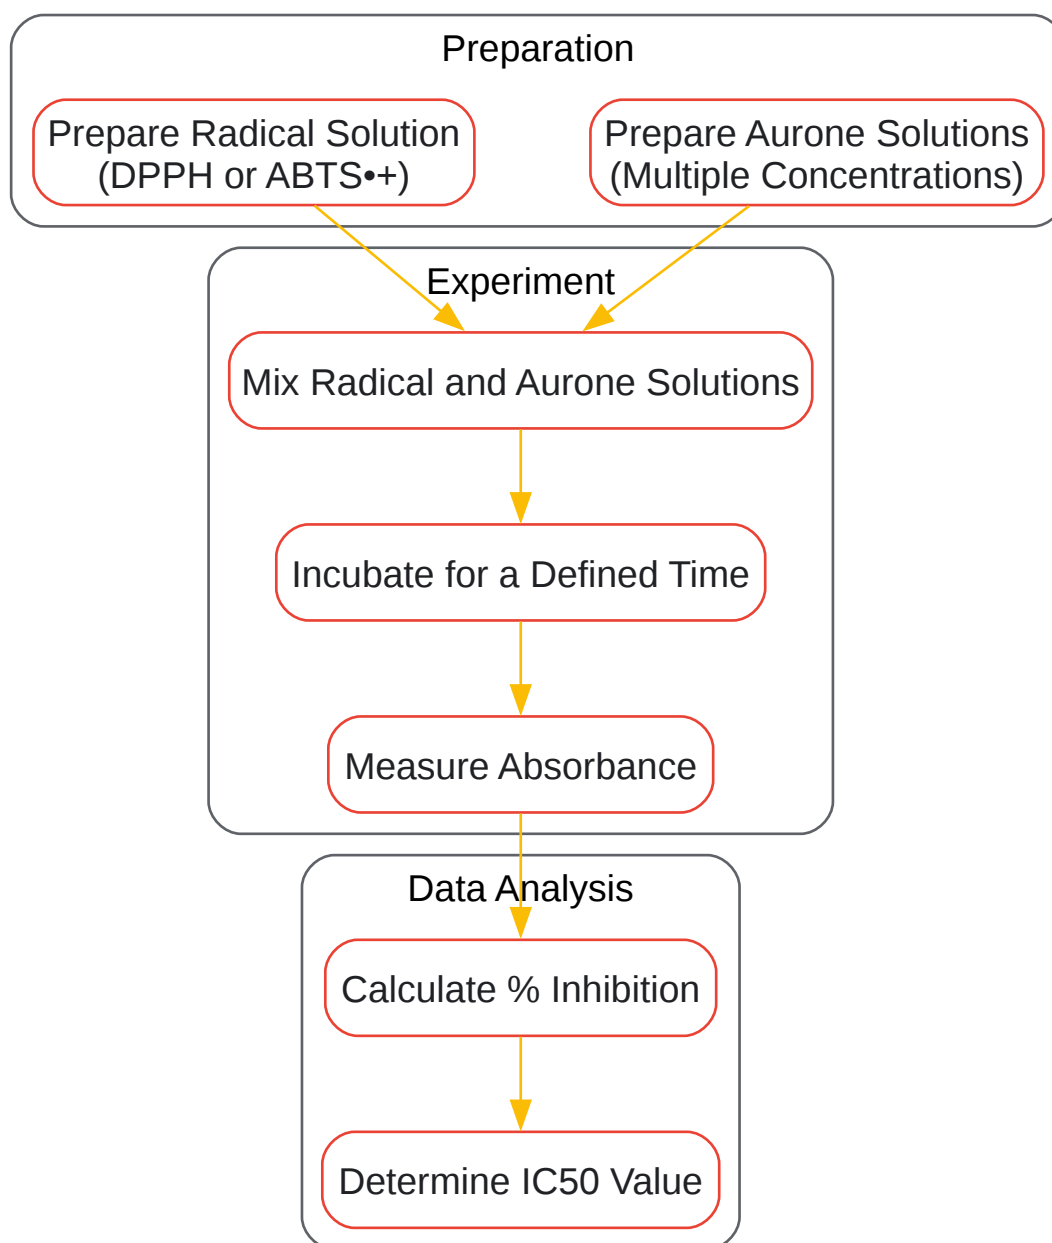 Preparation
Prepare Radical Solution
(DPPH or ABTS•+)
Prepare Aurone Solutions
(Multiple Concentrations)
Experiment
Mix Radical and Aurone Solutions
Incubate for a Defined Time
Measure Absorbance
Data Analysis
Calculate % Inhibition
Determine IC50 Value